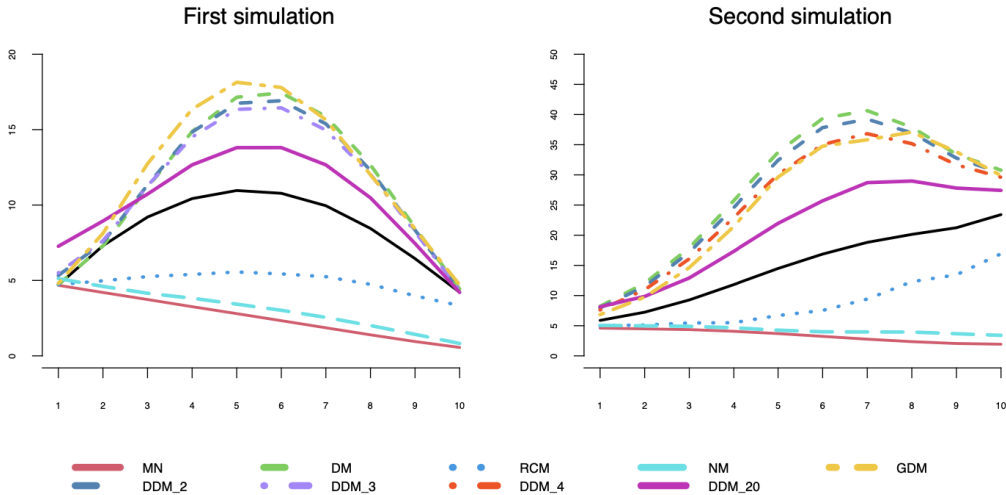 First simulation
Second simulation
20
15
10
5
0
1 2 3 4 5 6 7 8 9 10
50
45
40
35
30
25
20
15
10
5
0
1 2 3 4 5 6 7 8 9 10
MN DM RCM NM GDM
DDM_2 DDM_3 DDM_4 DDM_20